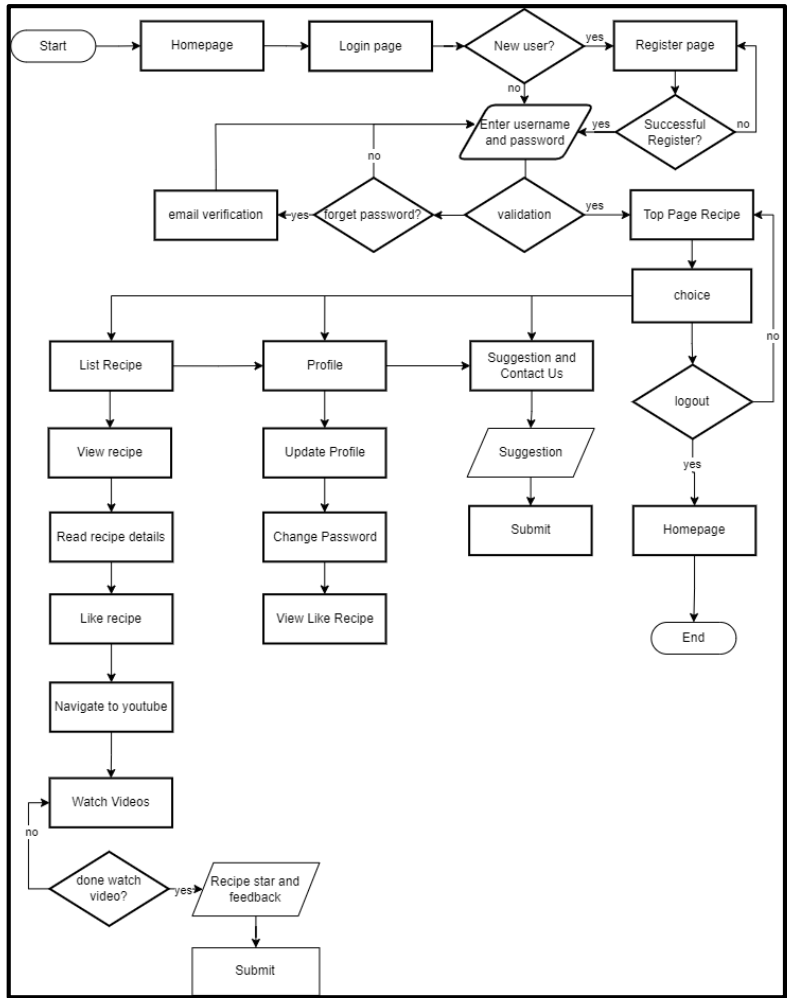 Start
Homepage
Login page
New user?
yes
Register page
no
Enter username
and password
yes
Successful
Register?
no
no
email verification
yes
forget password?
validation
yes
Top Page Recipe
choice
no
List Recipe
Profile
Suggestion and
Contact Us
logout
View recipe
Update Profile
Suggestion
yes
Read recipe details
Change Password
Submit
Homepage
Like recipe
View Like Recipe
End
Navigate to youtube
Watch Videos
no
done watch
video?
yes
Recipe star and
feedback
Submit